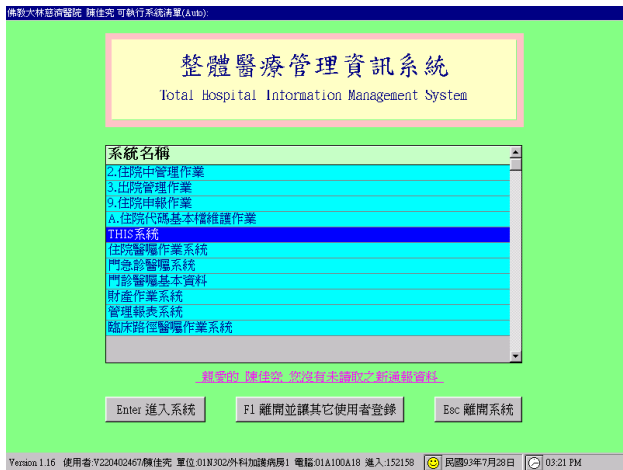 佛教大林慈濟醫院 陳佳究 可執行系統清單(Auto):
整體醫療管理資訊系統
Total Hospital Information Management System
系統名稱
2.住院中管理作業
3.出院管理作業
9.住院申報作業
A.住院代碼基本檔維護作業
THIS系統
住院醫囑作業系統
門急診醫囑系統
門診醫囑基本資料
財產作業系統
管理報表系統
臨床路徑醫囑作業系統
親愛的 陳佳究 您沒有未讀取之新通報資料
Enter 進入系統 F1 離開並讓其它使用者登錄 Esc 離開系統
Version 1.16 使用者:V220402467/陳佳究 單位:01N302/外科加護病房1 電腦:01A100A18 進入:152158 民國93年7月28日 03:21 PM